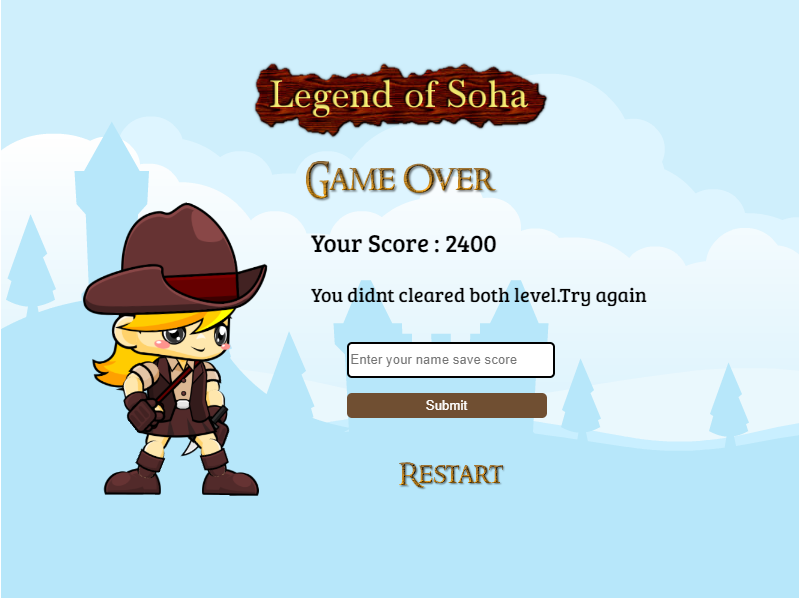 Legend of Soha
Game Over
Your Score : 2400
You didnt cleared both level.Try again
Enter your name save score
Submit
Restart